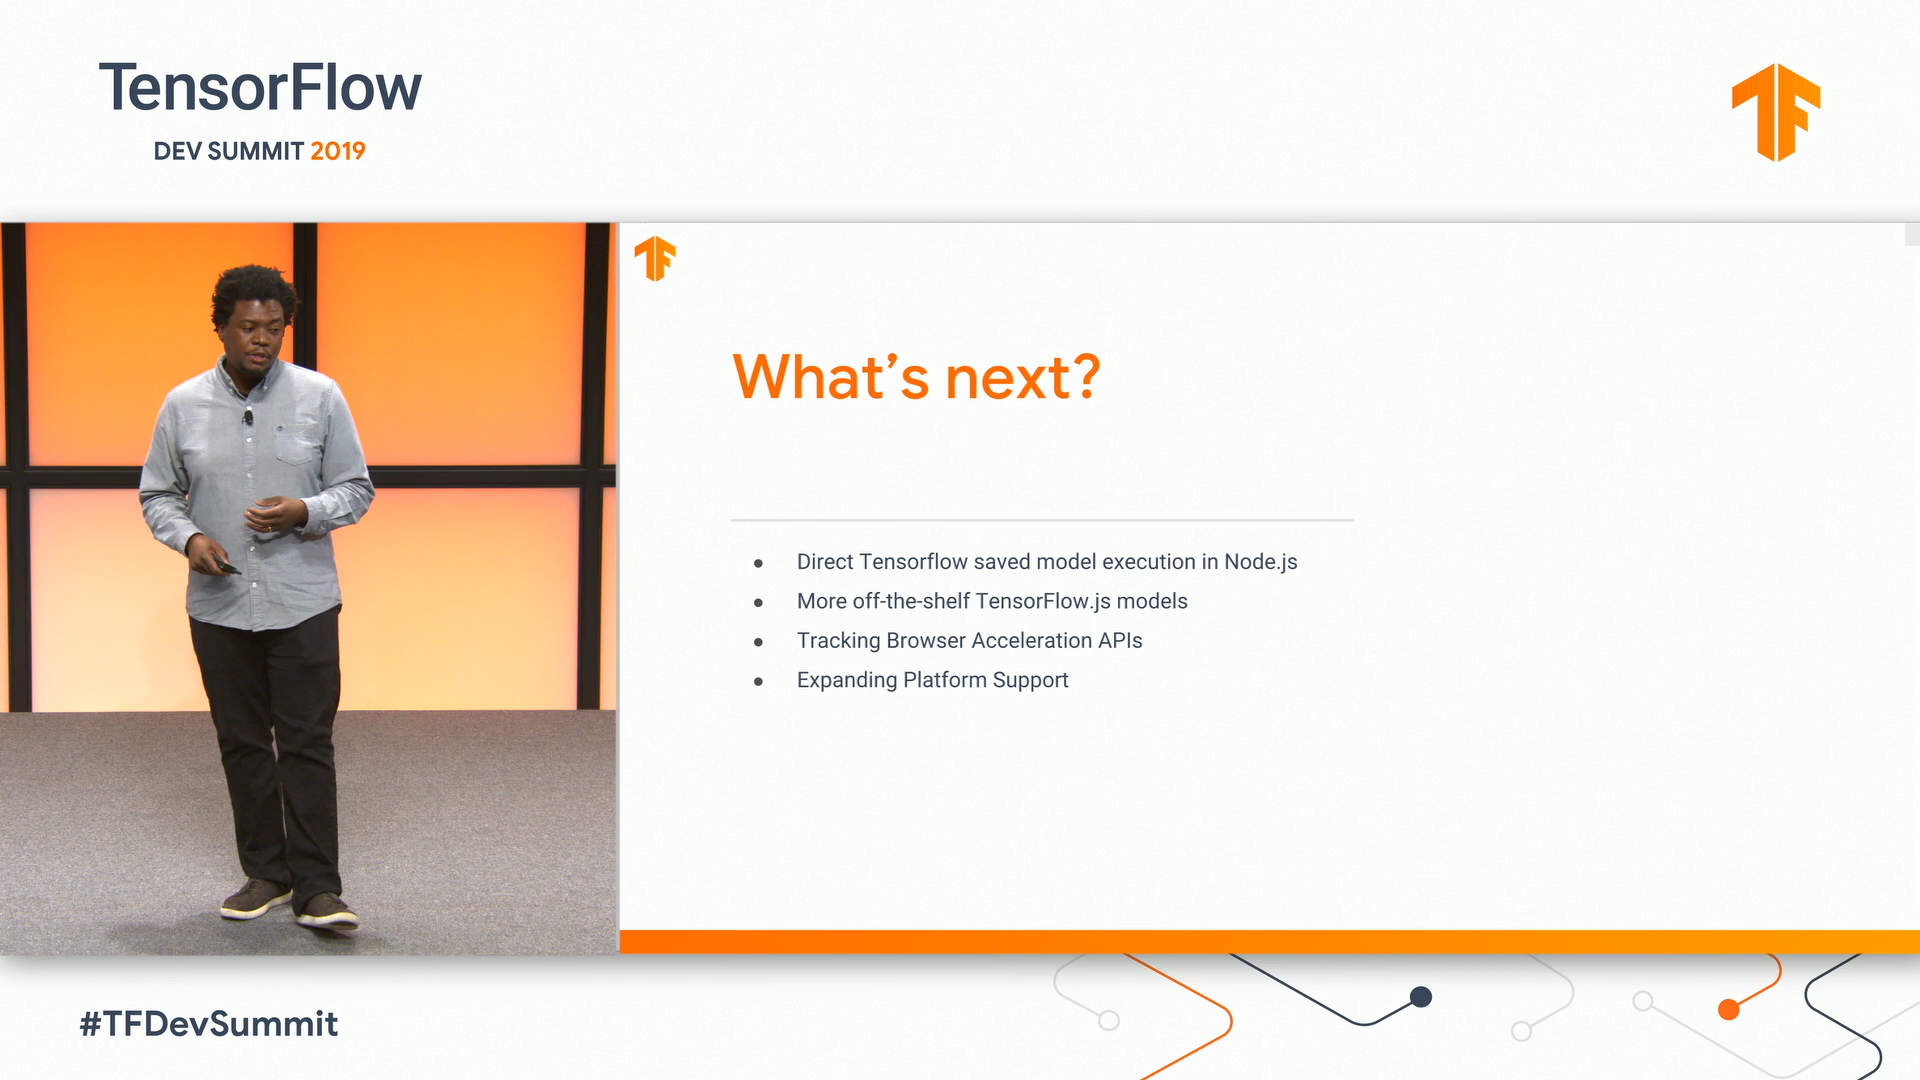 TensorFlow
DEV SUMMIT 2019
What's next?
● Direct Tensorflow saved model execution in Node.js
● More off-the-shelf TensorFlow.js models
● Tracking Browser Acceleration APIs
● Expanding Platform Support
#TFDevSummit